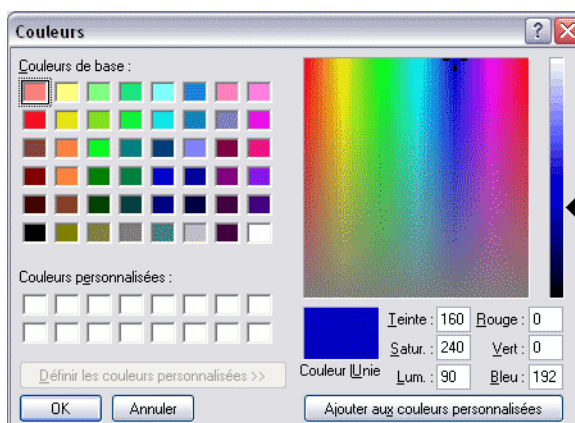 Couleurs
Couleurs de base :
Couleurs personnalisées :
Définir les couleurs personnalisées >>
OK Annuler
Couleur |Unie
Teinte : 160 Rouge : 0
Satur. : 240 Vert : 0
Lum. : 90 Bleu : 192
Ajouter aux couleurs personnalisées